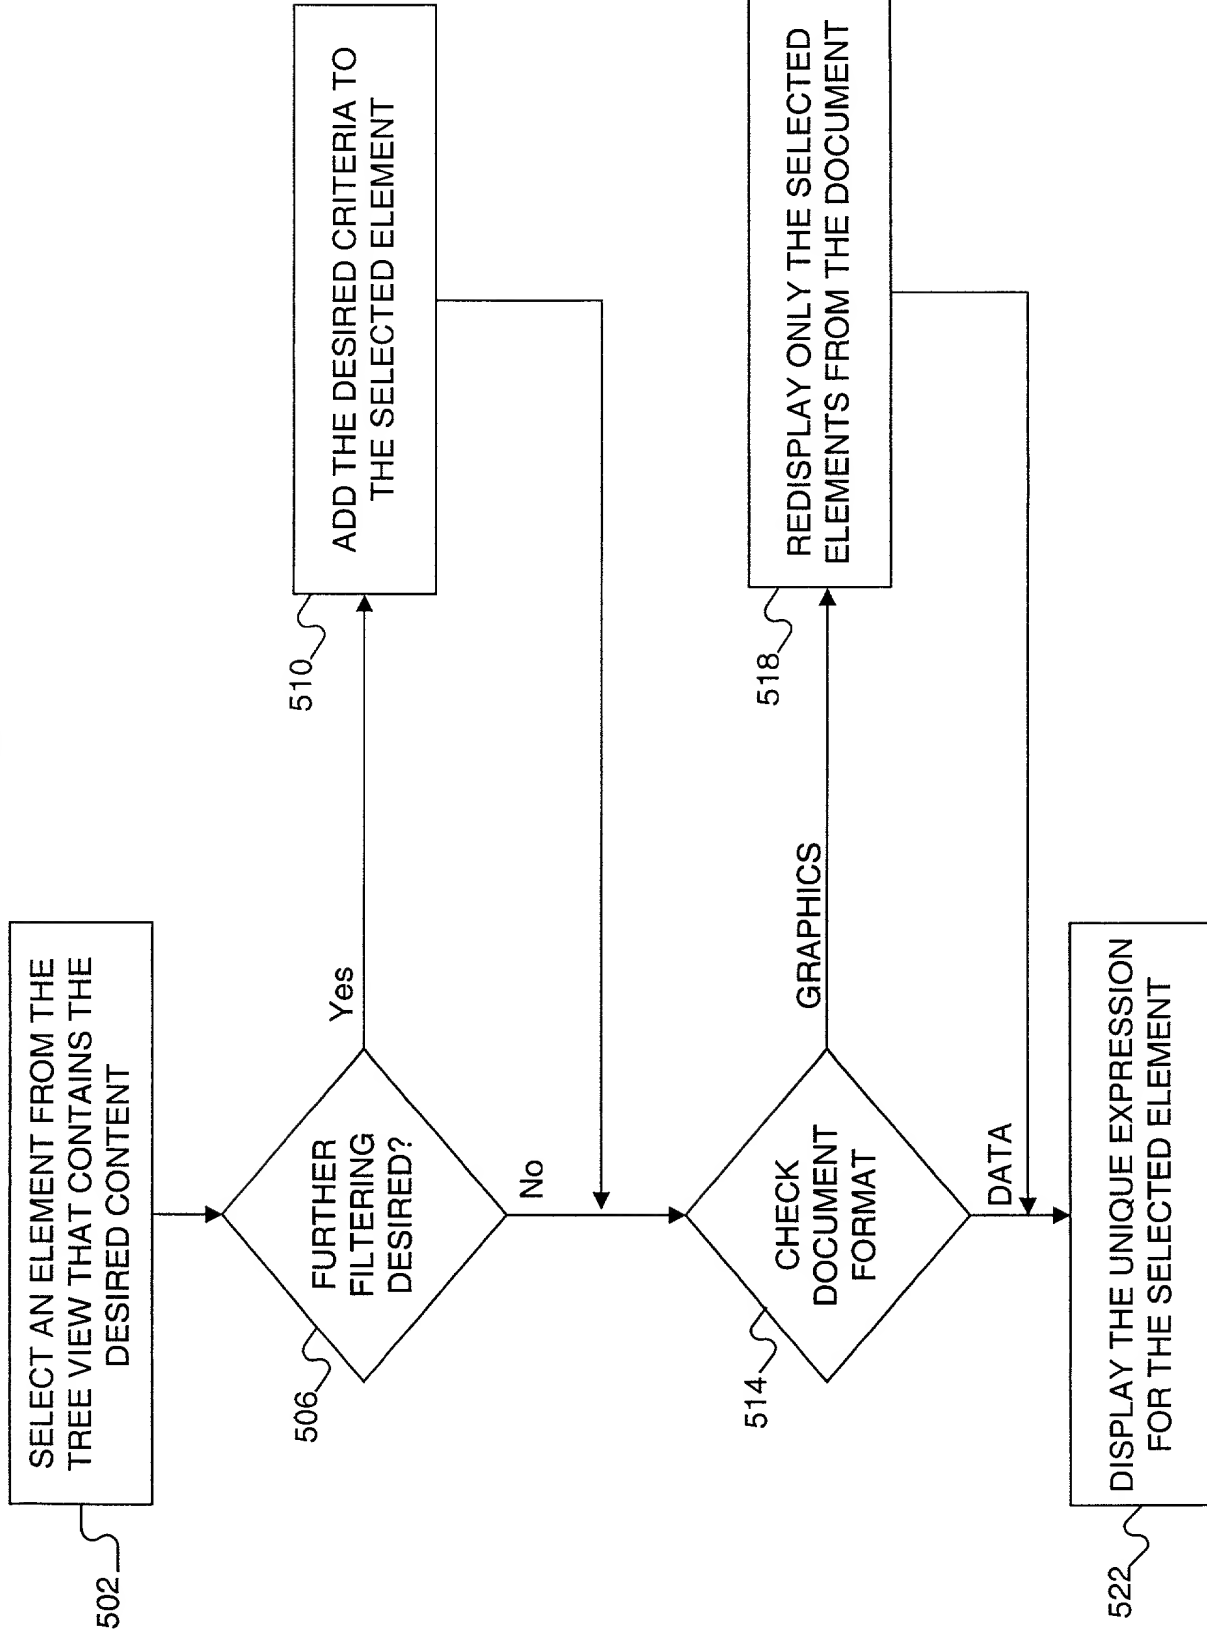 502
SELECT AN ELEMENT FROM THE
TREE VIEW THAT CONTAINS THE
DESIRED CONTENT
506
FURTHER
FILTERING
DESIRED?
Yes
510
ADD THE DESIRED CRITERIA TO
THE SELECTED ELEMENT
No
514
CHECK
DOCUMENT
FORMAT
GRAPHICS
518
REDISPLAY ONLY THE SELECTED
ELEMENTS FROM THE DOCUMENT
DATA
522
DISPLAY THE UNIQUE EXPRESSION
FOR THE SELECTED ELEMENT